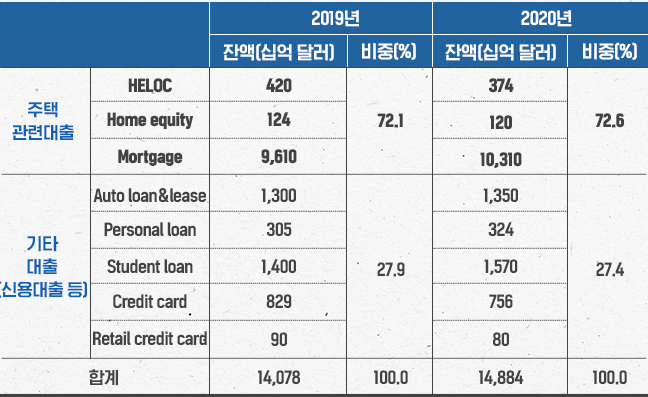 2019년 2020년
잔액(십억 달러) 비중(%) 잔액(십억 달러) 비중(%)
주택
관련대출
HELOC 420 374
Home equity 124 72.1 120 72.6
Mortgage 9,610 10,310
기타
대출
(신용대출 등)
Auto loan&lease 1,300 1,350
Personal loan 305 324
Student loan 1,400 27.9 1,570 27.4
Credit card 829 756
Retail credit card 90 80
합계 14,078 100.0 14,884 100.0